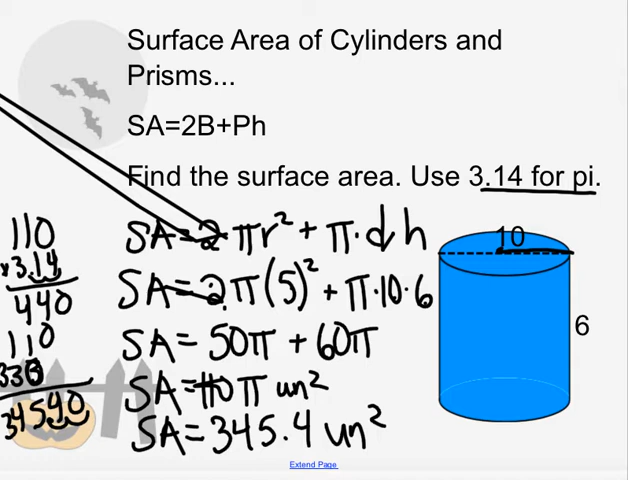 Surface Area of Cylinders and
Prisms...
SA=2B+Ph
Find the surface area. Use 3.14 for pi.
SA=2πr²+π·dh
SA=2π(5)²+π·10·6
SA=50π+60π
SA=110π un²
SA=345.4 un²
110
x3.14
440
110
330
34540
10
6
Extend Page